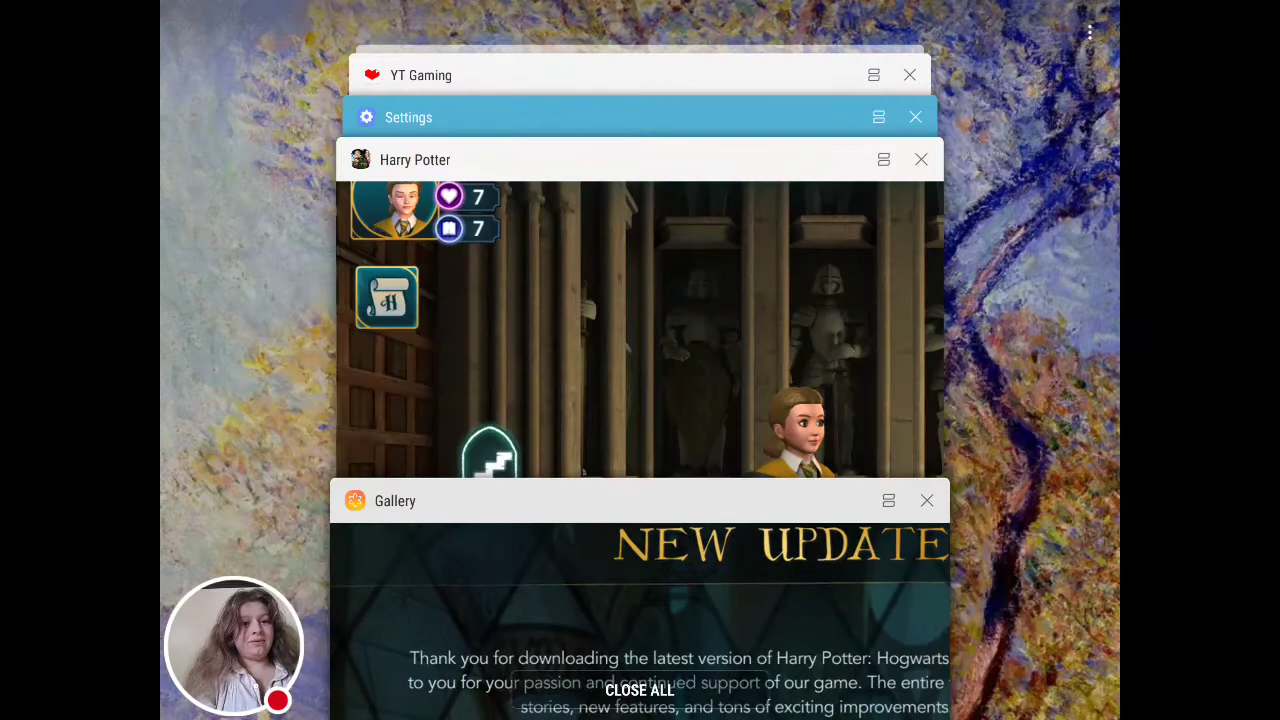 YT Gaming
Settings
Harry Potter
7
7
Gallery
NEW UPDATE
Thank you for downloading the latest version of Harry Potter: Hogwarts
to you for your passion and continued support of our game. The entire
stories, new features, and tons of exciting improvements
CLOSE ALL